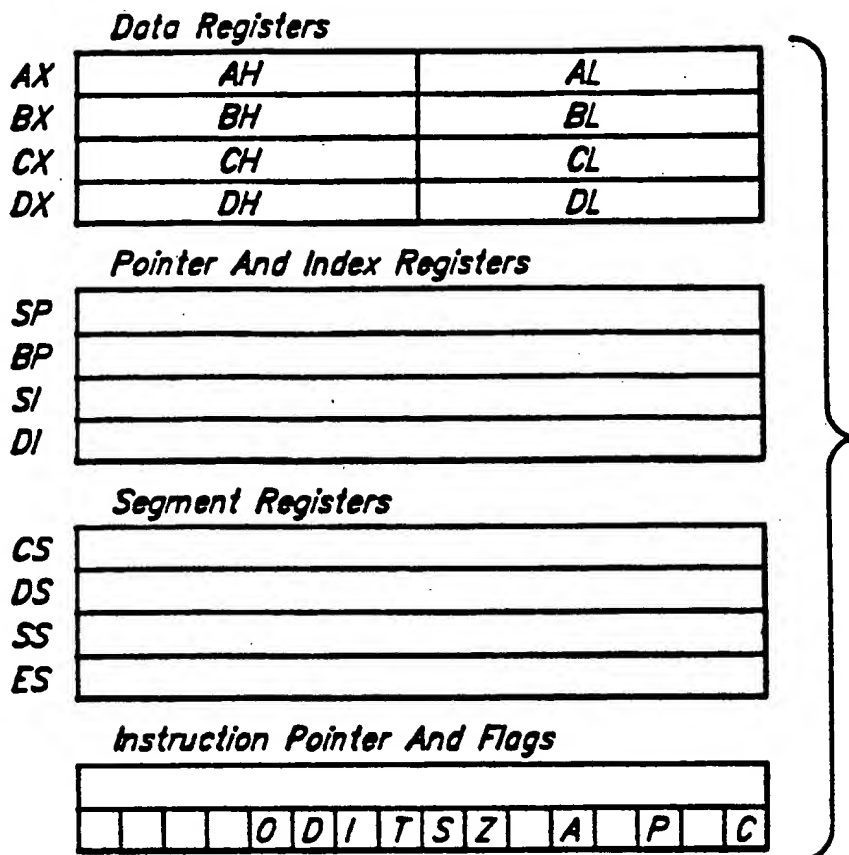 Data Registers
AX AH AL
BX BH BL
CX CH CL
DX DH DL
Pointer And Index Registers
SP
BP
SI
DI
Segment Registers
CS
DS
SS
ES
Instruction Pointer And Flags
O D I T S Z A P C